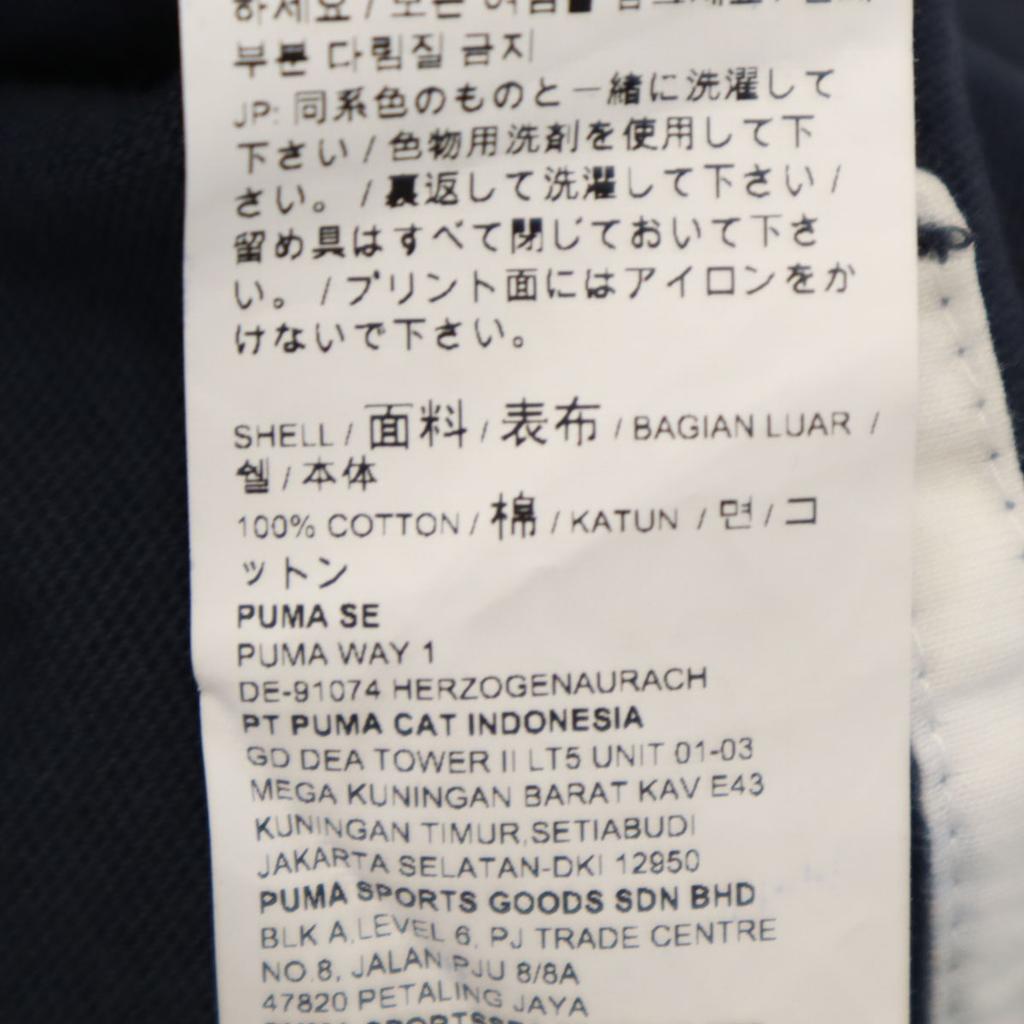 하세요 / 모든
부분 다림질 금지
JP: 同系色のものと一緒に洗濯して
下さい / 色物用洗剤を使用して下
さい。 / 裏返して洗濯して下さい /
留め具はすべて閉じておいて下さ
い。 / プリント面にはアイロンをか
けないで下さい。
SHELL / 面料 / 表布 / BAGIAN LUAR /
쉘 / 本体
100% COTTON / 棉 / KATUN / 면 / コ
ットン
PUMA SE
PUMA WAY 1
DE-91074 HERZOGENAURACH
PT PUMA CAT INDONESIA
GD DEA TOWER II LT5 UNIT 01-03
MEGA KUNINGAN BARAT KAV E43
KUNINGAN TIMUR,SETIABUDI
JAKARTA SELATAN-DKI 12950
PUMA SPORTS GOODS SDN BHD
BLK A,LEVEL 6, PJ TRADE CENTRE
NO.8, JALAN PJU 8/8A
47820 PETALING JAYA